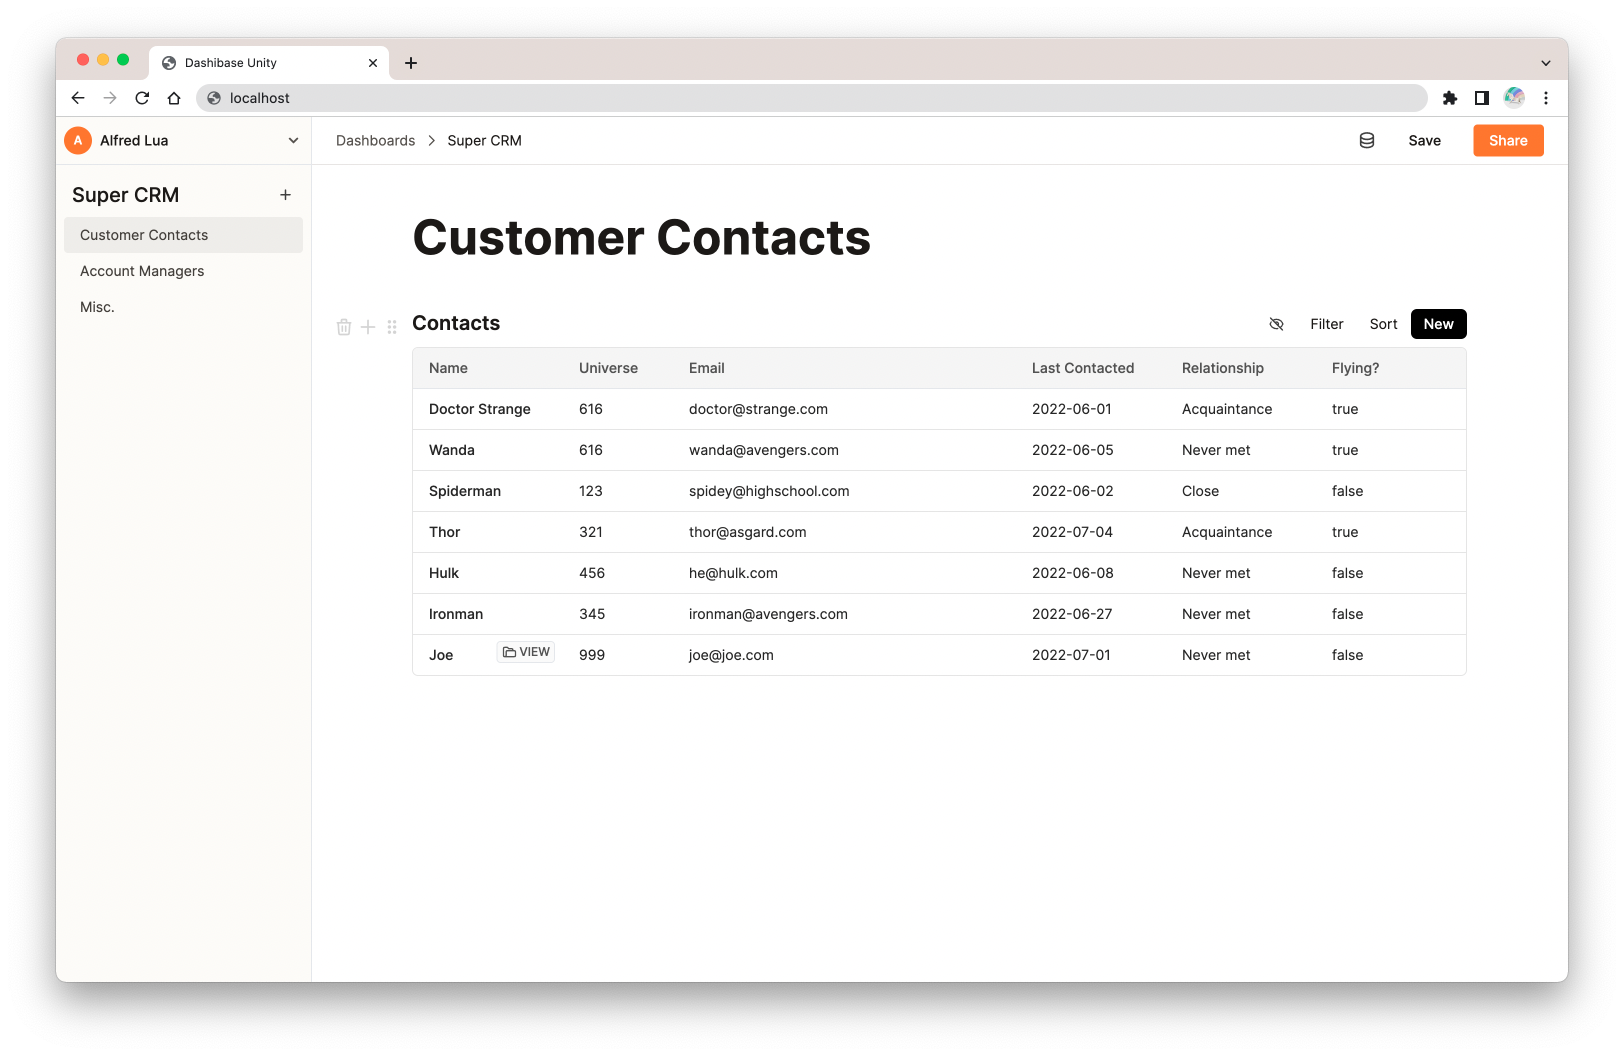 Dashibase Unity
localhost
A Alfred Lua
Dashboards > Super CRM
Save
Share
Super CRM
Customer Contacts
Account Managers
Misc.
Customer Contacts
Contacts
Filter Sort New
Name Universe Email Last Contacted Relationship Flying?
Doctor Strange 616 doctor@strange.com 2022-06-01 Acquaintance true
Wanda 616 wanda@avengers.com 2022-06-05 Never met true
Spiderman 123 spidey@highschool.com 2022-06-02 Close false
Thor 321 thor@asgard.com 2022-07-04 Acquaintance true
Hulk 456 he@hulk.com 2022-06-08 Never met false
Ironman 345 ironman@avengers.com 2022-06-27 Never met false
Joe VIEW 999 joe@joe.com 2022-07-01 Never met false